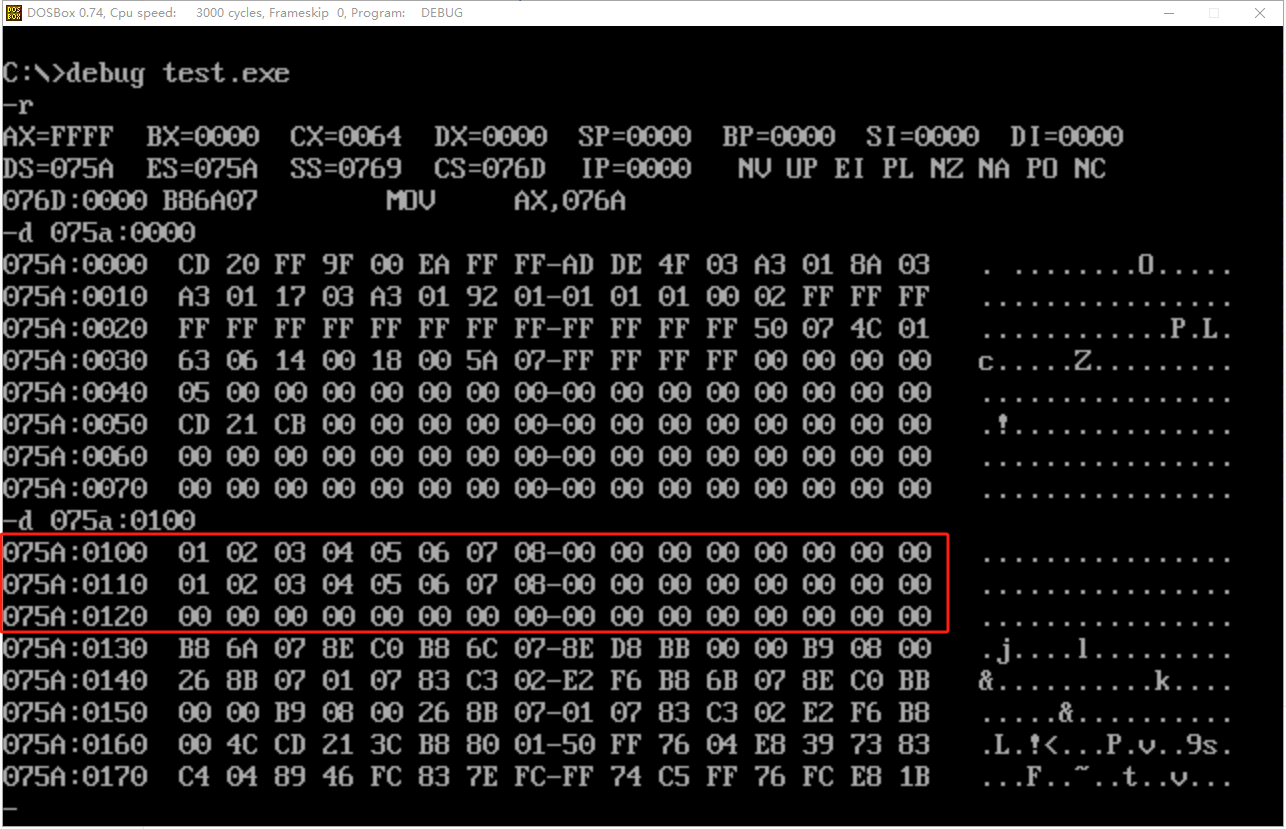 DOSBox 0.74, Cpu speed: 3000 cycles, Frameskip 0, Program: DEBUG
C:\>debug test.exe
-r
AX=FFFF BX=0000 CX=0064 DX=0000 SP=0000 BP=0000 SI=0000 DI=0000
DS=075A ES=075A SS=0769 CS=076D IP=0000 NV UP EI PL NZ NA PO NC
076D:0000 B86A07 MOV AX,076A
-d 075a:0000
075A:0000 CD 20 FF 9F 00 EA FF FF-AD DE 4F 03 A3 01 8A 03 . ........O.....
075A:0010 A3 01 17 03 A3 01 92 01-01 01 01 00 02 FF FF FF ................
075A:0020 FF FF FF FF FF FF FF FF-FF FF FF FF 50 07 4C 01 ............P.L.
075A:0030 63 06 14 00 18 00 5A 07-FF FF FF FF 00 00 00 00 c.....Z.........
075A:0040 05 00 00 00 00 00 00 00-00 00 00 00 00 00 00 00 ................
075A:0050 CD 21 CB 00 00 00 00 00-00 00 00 00 00 00 00 00 .!..............
075A:0060 00 00 00 00 00 00 00 00-00 00 00 00 00 00 00 00 ................
075A:0070 00 00 00 00 00 00 00 00-00 00 00 00 00 00 00 00 ................
-d 075a:0100
075A:0100 01 02 03 04 05 06 07 08-00 00 00 00 00 00 00 00 ................
075A:0110 01 02 03 04 05 06 07 08-00 00 00 00 00 00 00 00 ................
075A:0120 00 00 00 00 00 00 00 00-00 00 00 00 00 00 00 00 ................
075A:0130 B8 6A 07 8E C0 B8 6C 07-8E D8 BB 00 00 B9 08 00 .j....l.........
075A:0140 26 8B 07 01 07 83 C3 02-E2 F6 B8 6B 07 8E C0 BB &..........k....
075A:0150 00 00 B9 08 00 26 8B 07-01 07 83 C3 02 E2 F6 B8 .....&..........
075A:0160 00 4C CD 21 3C B8 80 01-50 FF 76 04 E8 39 73 83 .L.!<...P.v..9s.
075A:0170 C4 04 89 46 FC 83 7E FC-FF 74 C5 FF 76 FC E8 1B ...F..~..t..v...
-